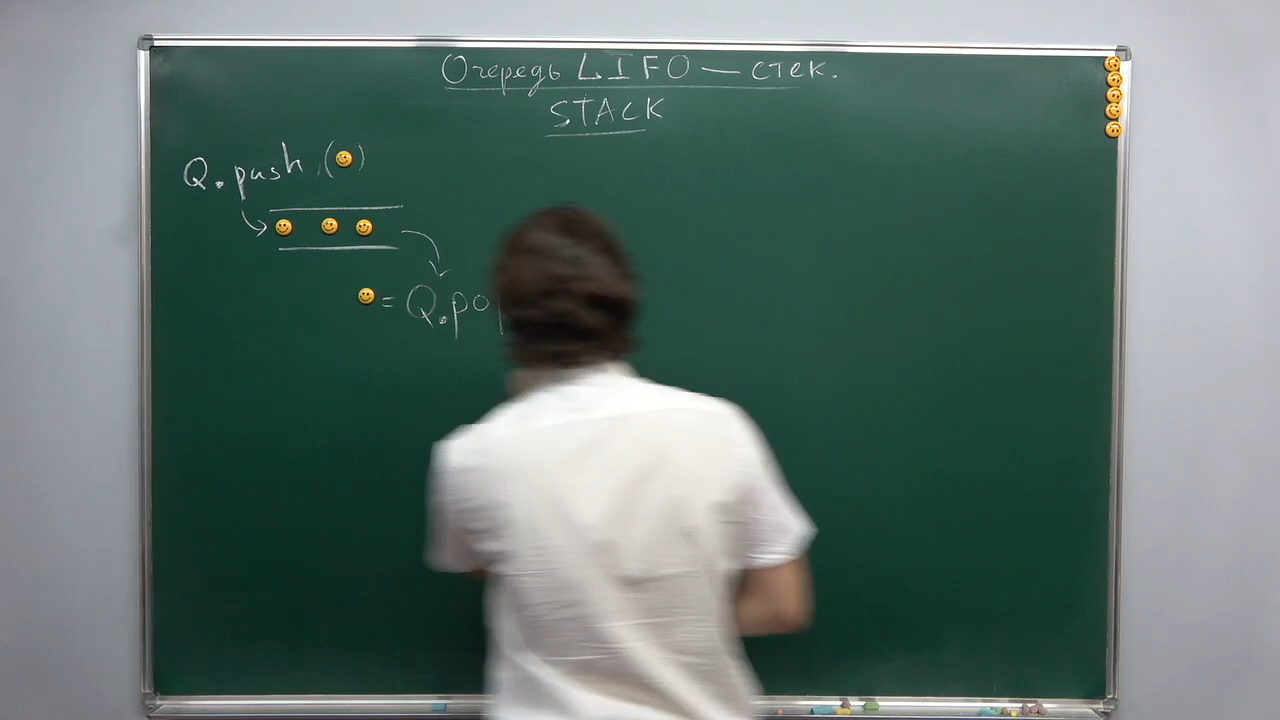 Очередь LIFO — стек.
STACK
Q.push (🙂)
🙂 = Q.pop